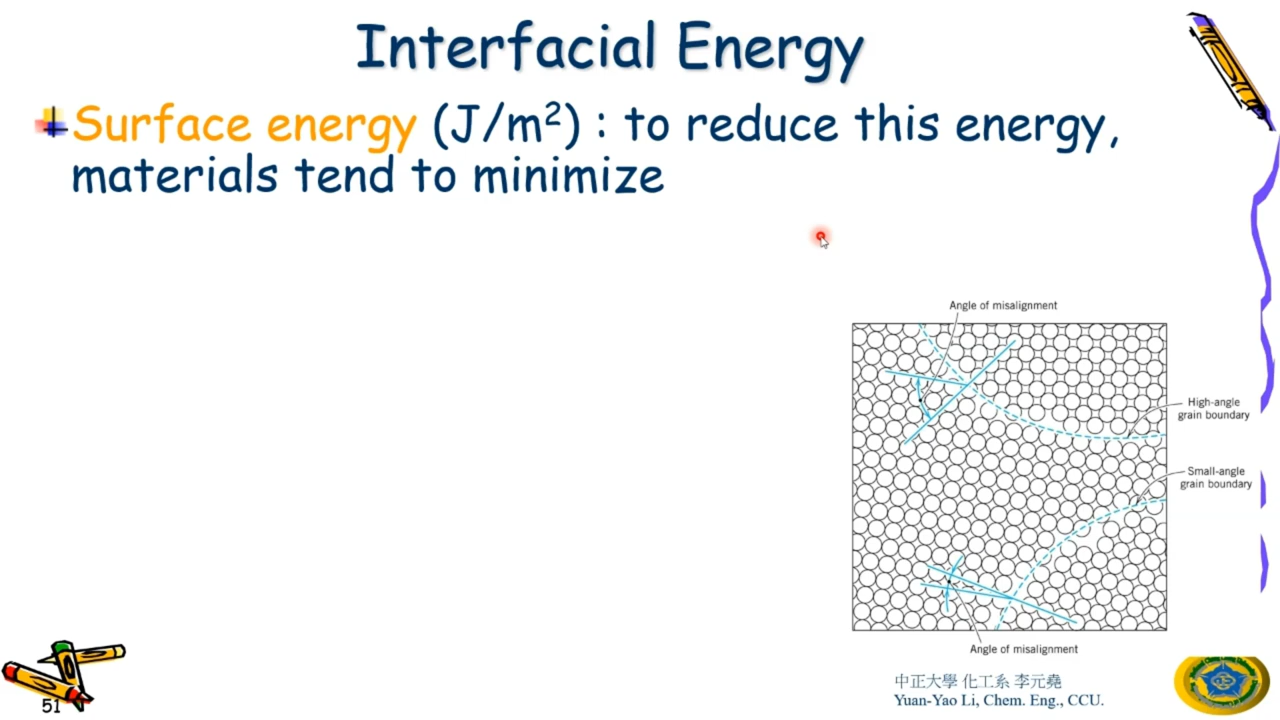 Interfacial Energy
Surface energy (J/m²) : to reduce this energy,
materials tend to minimize
Angle of misalignment
High-angle
grain boundary
Small-angle
grain boundary
Angle of misalignment
中正大學 化工系 李元堯
Yuan-Yao Li, Chem. Eng., CCU.
51